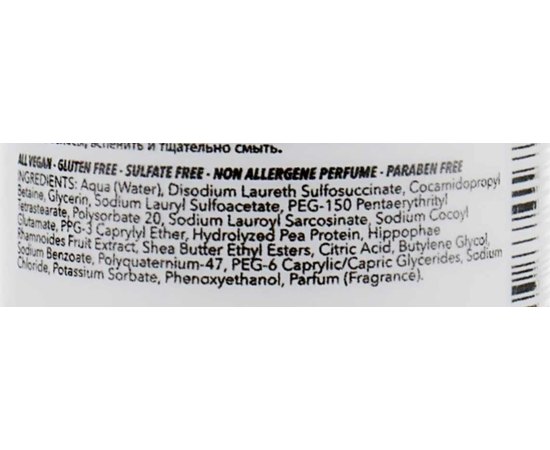 вспенить и тщательно смыть.
ALL VEGAN - GLUTEN FREE - SULFATE FREE - NON ALLERGENE PERFUME - PARABEN FREE
INGREDIENTS: Aqua (Water), Disodium Laureth Sulfosuccinate, Cocamidopropyl
Betaine, Glycerin, Sodium Lauryl Sulfoacetate, PEG-150 Pentaerythrityl
Tetrastearate, Polysorbate 20, Sodium Lauroyl Sarcosinate, Sodium Cocoyl
Glutamate, PPG-3 Caprylyl Ether, Hydrolyzed Pea Protein, Hippophae
Rhamnoides Fruit Extract, Shea Butter Ethyl Esters, Citric Acid, Butylene Glycol,
Sodium Benzoate, Polyquaternium-47, PEG-6 Caprylic/Capric Glycerides, Sodium
Chloride, Potassium Sorbate, Phenoxyethanol, Parfum (Fragrance).